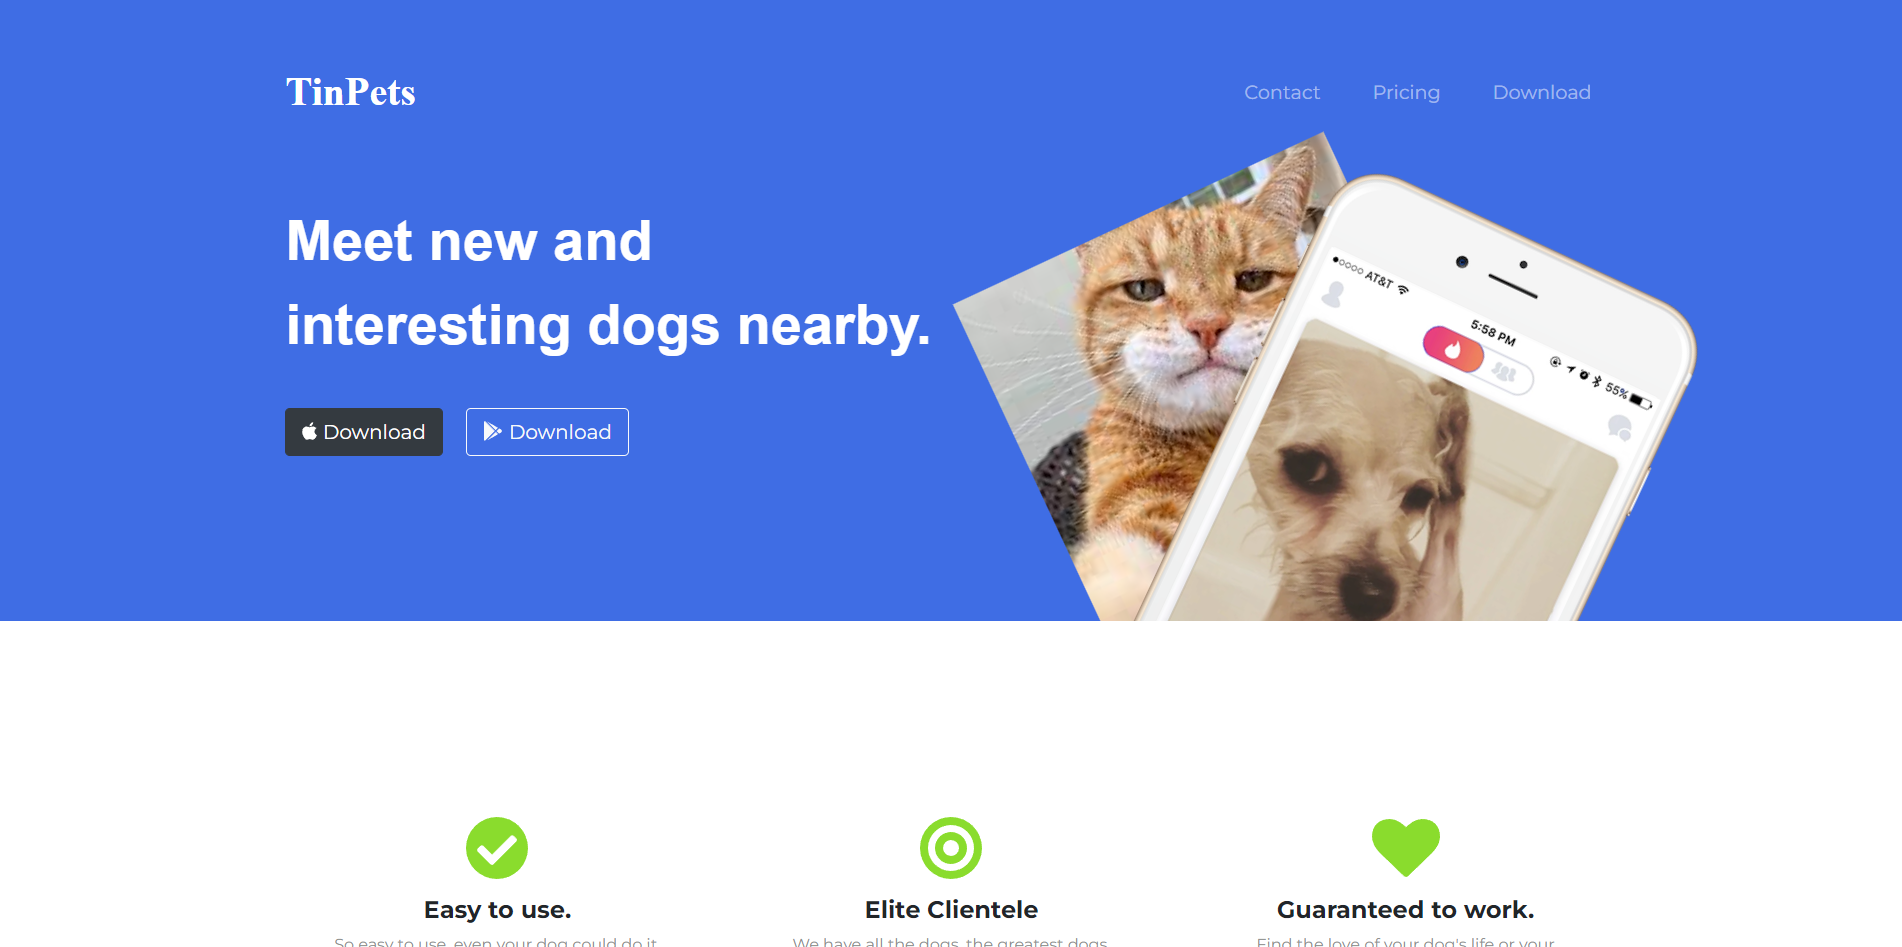 TinPets
Contact
Pricing
Download
Meet new and
interesting dogs nearby.
Download
Download
AT&T
5:58 PM
55%
Easy to use.
Elite Clientele
Guaranteed to work.
So easy to use, even your dog could do it.
We have all the dogs, the greatest dogs.
Find the love of your dog's life or your